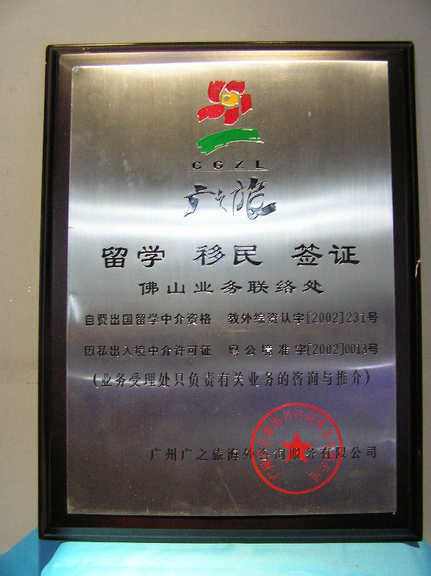 CGZL
广之旅
留学 移民 签证
佛山业务联络处
自费出国留学中介资格 教外综资认字[2002]231号
因私出入境中介许可证 粤公境准字[2002]0013号
(业务受理处只负责有关业务的咨询与推介)
广州广之旅海外咨询服务有限公司